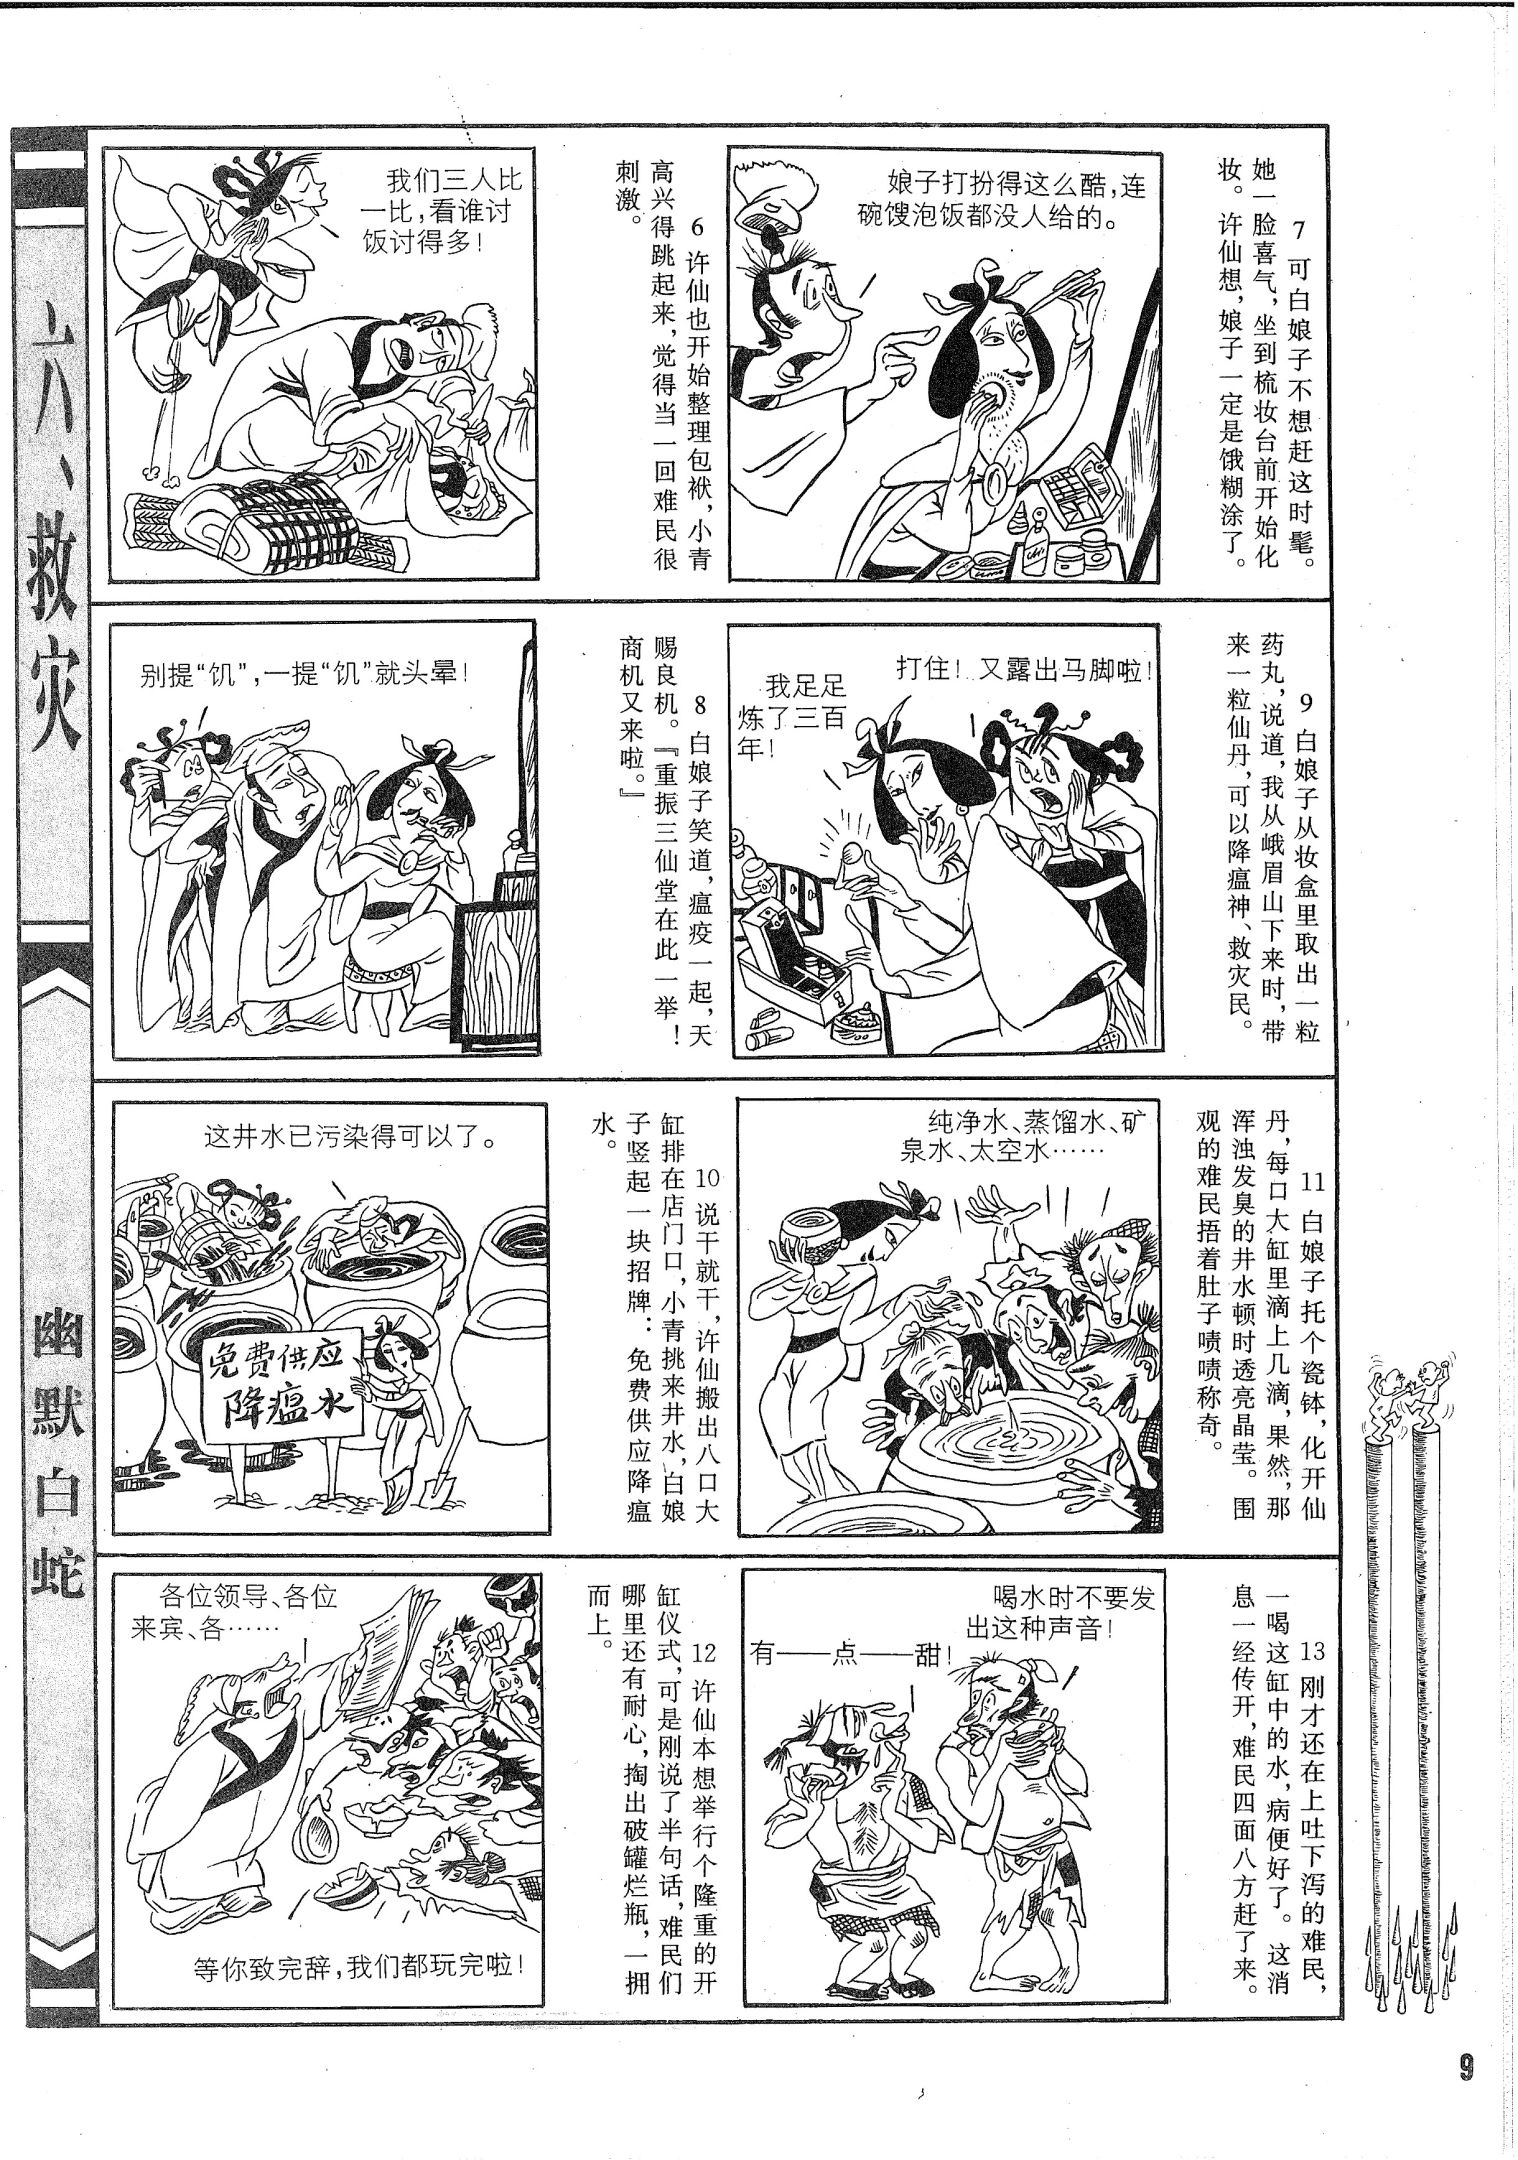 六、救灾
幽默白蛇
我们三人比
一比，看谁讨
饭讨得多！
6 许仙也开始整理包袱，小青
高兴得跳起来，觉得当一回难民很
刺激。
娘子打扮得这么酷，连
碗馊泡饭都没人给的。
7 可白娘子不想赶这时髦。
她一脸喜气，坐到梳妆台前开始化
妆。许仙想，娘子一定是饿糊涂了。
别提“饥”，一提“饥”就头晕！
8 白娘子笑道，瘟疫一起，天
赐良机。『重振三仙堂在此一举！
商机又来啦。』
打住！又露出马脚啦！
我足足
炼了三百
年！
9 白娘子从妆盒里取出一粒
药丸，说道，我从峨眉山下来时，带
来一粒仙丹，可以降瘟神、救灾民。
这井水已污染得可以了。
免费供应
降瘟水
10 说干就干，许仙搬出八口大
缸排在店门口，小青挑来井水，白娘
子竖起一块招牌：免费供应降瘟
水。
纯净水、蒸馏水、矿
泉水、太空水……
11 白娘子托个瓷钵，化开仙
丹，每口大缸里滴上几滴，果然，那
浑浊发臭的井水顿时透亮晶莹。围
观的难民捂着肚子啧啧称奇。
各位领导、各位
来宾、各……
等你致完辞，我们都玩完啦！
12 许仙本想举行个隆重的开
缸仪式，可是刚说了半句话，难民们
哪里还有耐心，掏出破罐烂瓶，一拥
而上。
喝水时不要发
出这种声音！
有——点——甜！
13 刚才还在上吐下泻的难民，
一喝这缸中的水，病便好了。这消
息一经传开，难民四面八方赶了来。
9